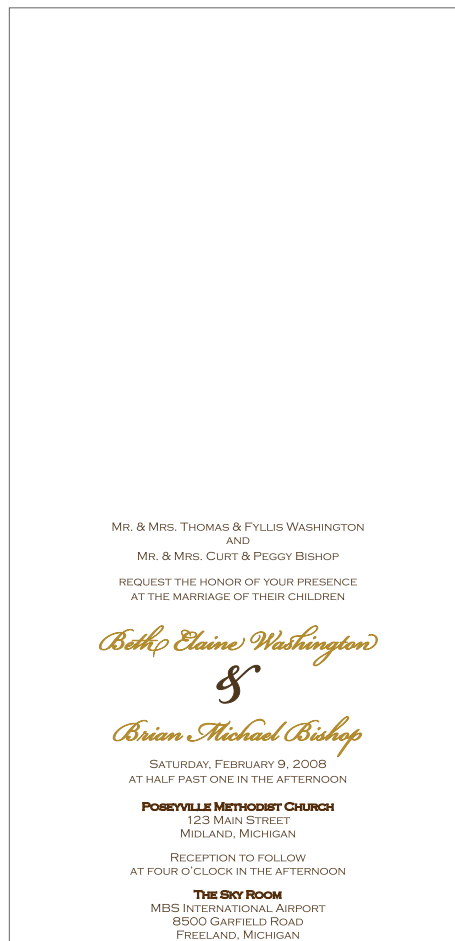 Mr. & Mrs. Thomas & Fyllis Washington
and
Mr. & Mrs. Curt & Peggy Bishop
request the honor of your presence
at the marriage of their children
Beth Elaine Washington
&
Brian Michael Bishop
Saturday, February 9, 2008
at half past one in the afternoon
Poseyville Methodist Church
123 Main Street
Midland, Michigan
Reception to follow
at four o'clock in the afternoon
The Sky Room
MBS International Airport
8500 Garfield Road
Freeland, Michigan